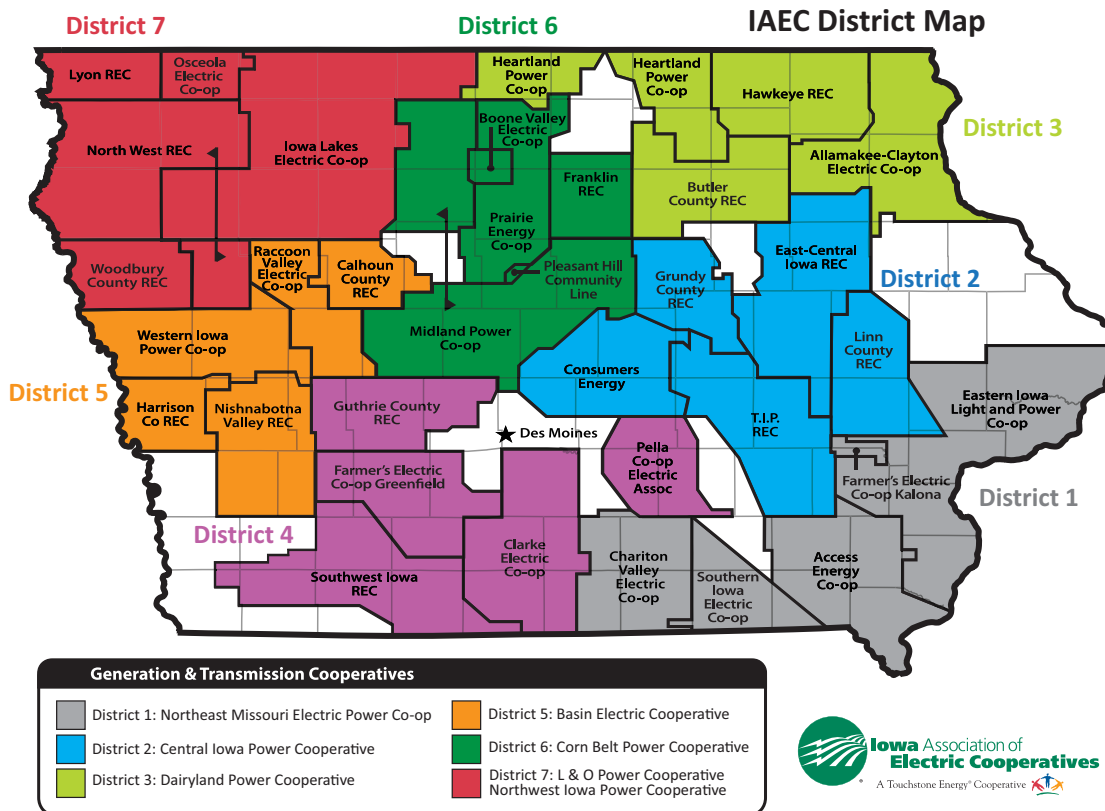 District 7
District 6
IAEC District Map
Lyon REC
Osceola
Electric
Co-op
Heartland
Power
Co-op
Heartland
Power
Co-op
Hawkeye REC
District 3
Boone Valley
Electric
Co-op
North West REC
Iowa Lakes
Electric Co-op
Allamakee-Clayton
Electric Co-op
Franklin
REC
Butler
County REC
Prairie
Energy
Co-op
Woodbury
County REC
Raccoon
Valley
Electric
Co-op
Calhoun
County
REC
Pleasant Hill
Community
Line
Grundy
County
REC
East-Central
Iowa REC
District 2
Western Iowa
Power Co-op
Midland Power
Co-op
Linn
County
REC
Consumers
Energy
District 5
Harrison
Co REC
Nishnabotna
Valley REC
Guthrie County
REC
Eastern Iowa
Light and Power
Co-op
T.I.P.
REC
Des Moines
Pella
Co-op
Electric
Assoc
Farmer's Electric
Co-op Greenfield
Farmer's Electric
Co-op Kalona
District 1
District 4
Southwest Iowa
REC
Clarke
Electric
Co-op
Chariton
Valley
Electric
Co-op
Southern
Iowa
Electric
Co-op
Access
Energy
Co-op
Generation & Transmission Cooperatives
District 1: Northeast Missouri Electric Power Co-op
District 2: Central Iowa Power Cooperative
District 3: Dairyland Power Cooperative
District 5: Basin Electric Cooperative
District 6: Corn Belt Power Cooperative
District 7: L & O Power Cooperative
Northwest Iowa Power Cooperative
Iowa Association of
Electric Cooperatives
A Touchstone Energy® Cooperative